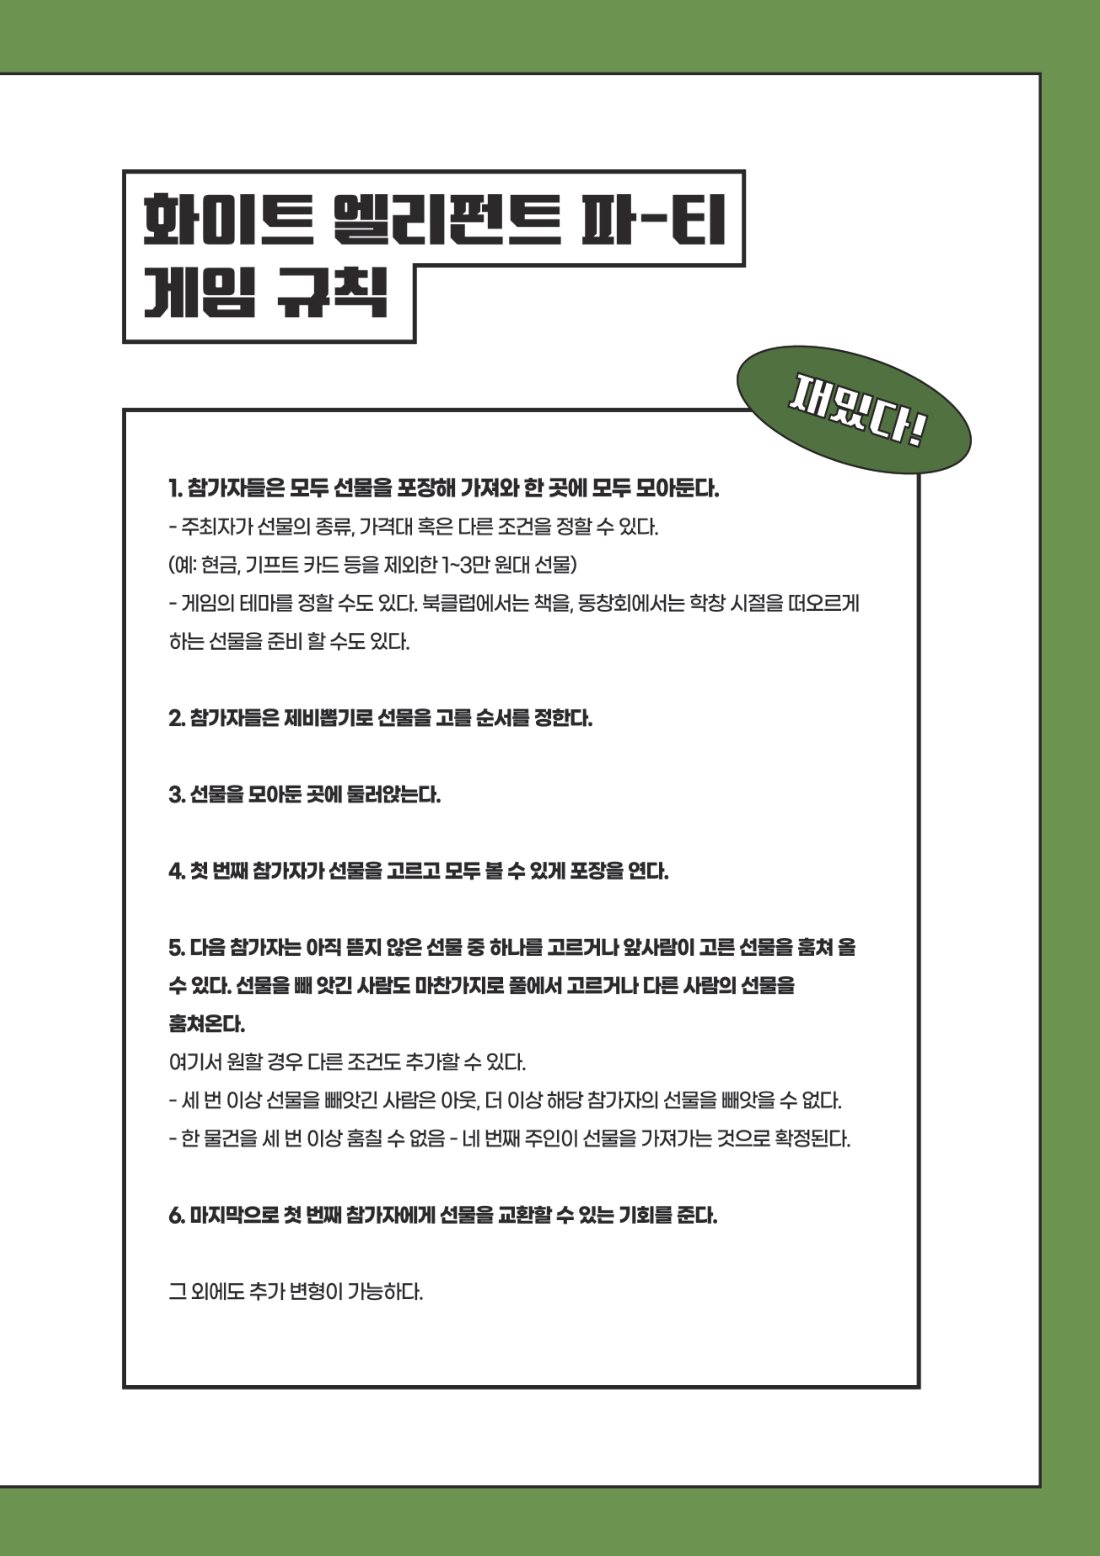 화이트 엘리펀트 파-티
게임 규칙
재밌다!
1. 참가자들은 모두 선물을 포장해 가져와 한 곳에 모두 모아둔다.
- 주최자가 선물의 종류, 가격대 혹은 다른 조건을 정할 수 있다.
(예: 현금, 기프트 카드 등을 제외한 1~3만 원대 선물)
- 게임의 테마를 정할 수도 있다. 북클럽에서는 책을, 동창회에서는 학창 시절을 떠오르게
하는 선물을 준비 할 수도 있다.
2. 참가자들은 제비뽑기로 선물을 고를 순서를 정한다.
3. 선물을 모아둔 곳에 둘러앉는다.
4. 첫 번째 참가자가 선물을 고르고 모두 볼 수 있게 포장을 연다.
5. 다음 참가자는 아직 뜯지 않은 선물 중 하나를 고르거나 앞사람이 고른 선물을 훔쳐 올
수 있다. 선물을 빼 앗긴 사람도 마찬가지로 풀에서 고르거나 다른 사람의 선물을
훔쳐온다.
여기서 원할 경우 다른 조건도 추가할 수 있다.
- 세 번 이상 선물을 빼앗긴 사람은 아웃, 더 이상 해당 참가자의 선물을 빼앗을 수 없다.
- 한 물건을 세 번 이상 훔칠 수 없음 - 네 번째 주인이 선물을 가져가는 것으로 확정된다.
6. 마지막으로 첫 번째 참가자에게 선물을 교환할 수 있는 기회를 준다.
그 외에도 추가 변형이 가능하다.